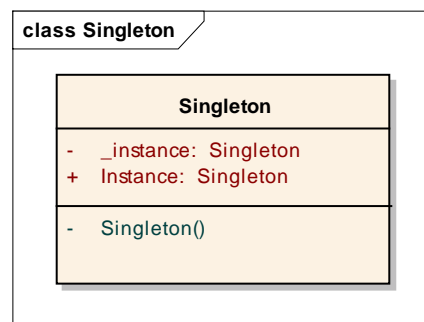 class Singleton
Singleton
- _instance: Singleton
+ Instance: Singleton
- Singleton()